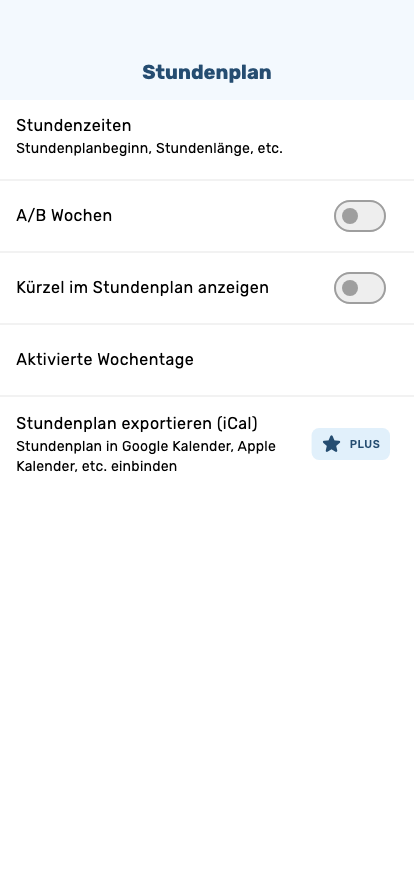 Stundenplan
Stundenzeiten
Stundenplanbeginn, Stundenlänge, etc.
A/B Wochen
Kürzel im Stundenplan anzeigen
Aktivierte Wochentage
Stundenplan exportieren (iCal)
Stundenplan in Google Kalender, Apple
Kalender, etc. einbinden
PLUS